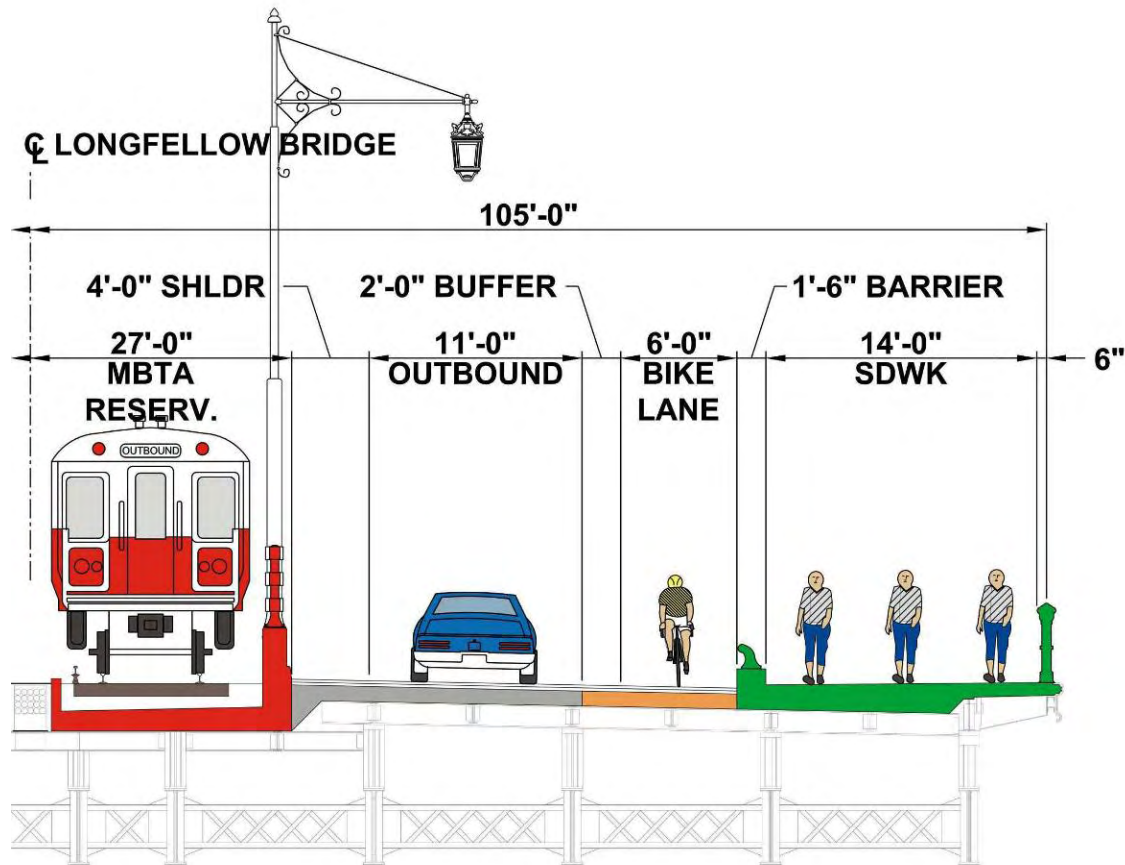 ℄ LONGFELLOW BRIDGE
105'-0"
4'-0" SHLDR 2'-0" BUFFER 1'-6" BARRIER
27'-0" 11'-0" 6'-0" 14'-0" 6"
MBTA OUTBOUND BIKE SDWK
RESERV. LANE
OUTBOUND